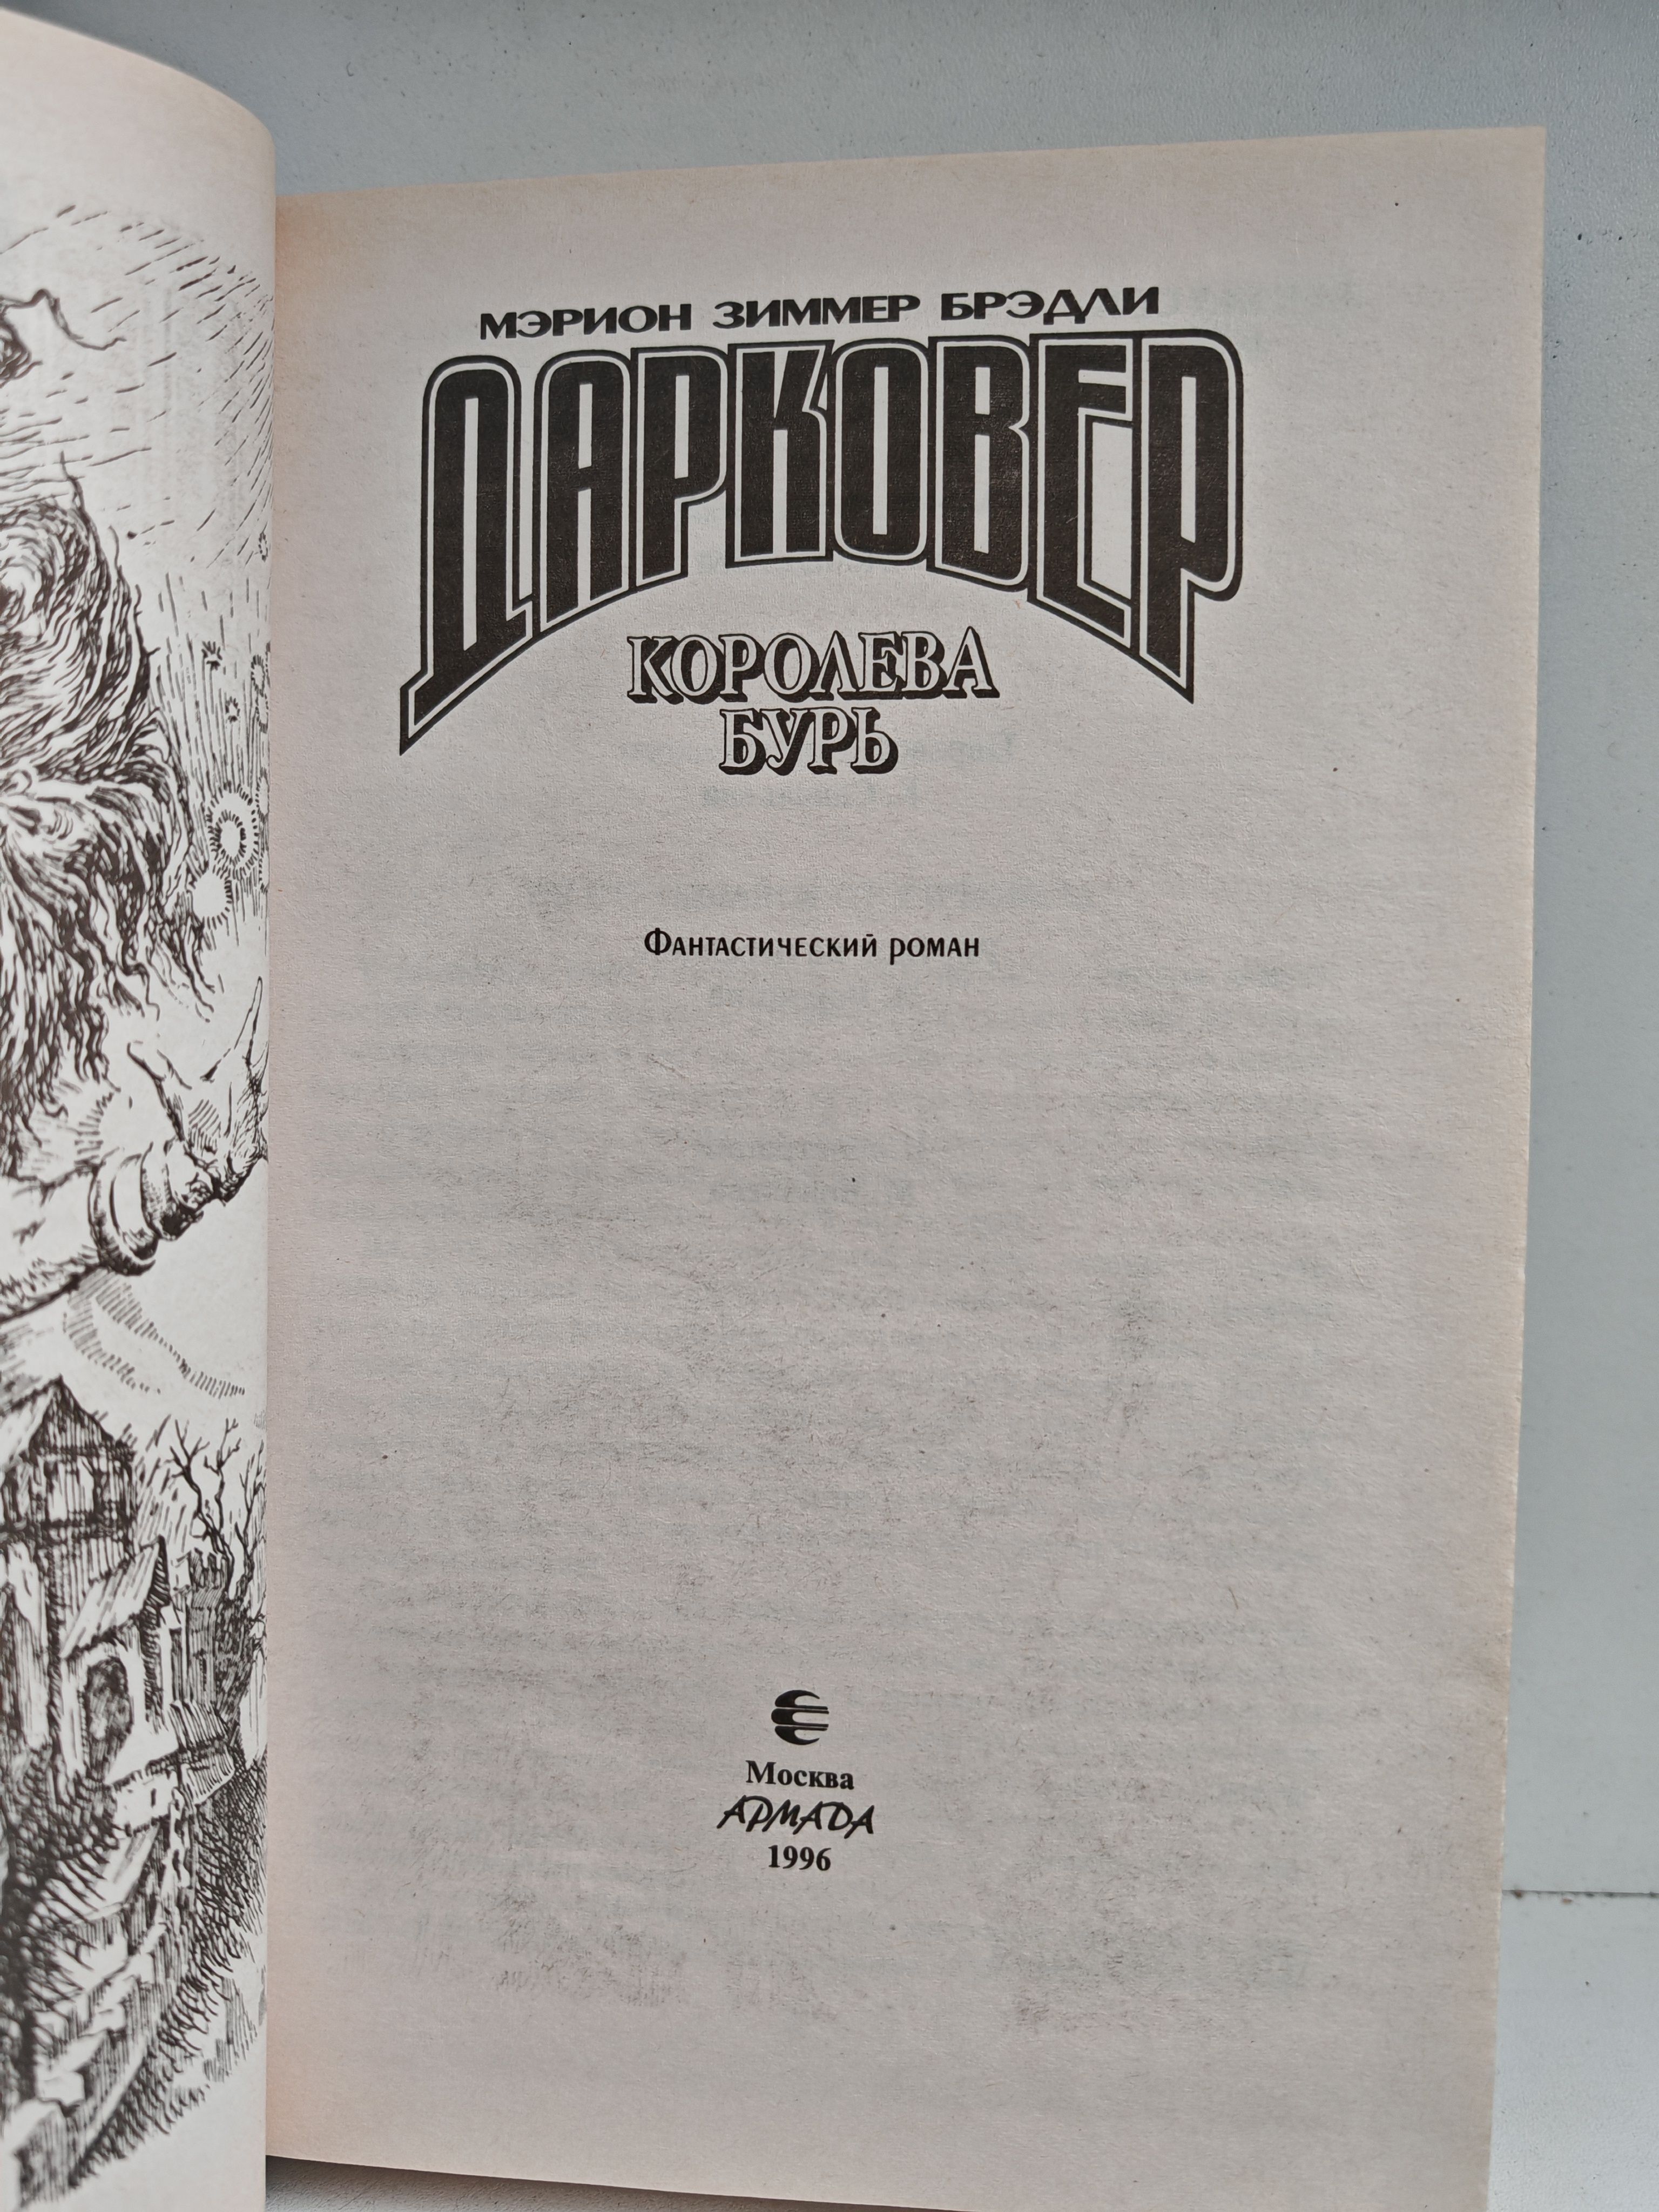 МЭРИОН ЗИММЕР БРЭДЛИ
ДАРКОВЕР
КОРОЛЕВА
БУРЬ
Фантастический роман
Москва
АРМАДА
1996